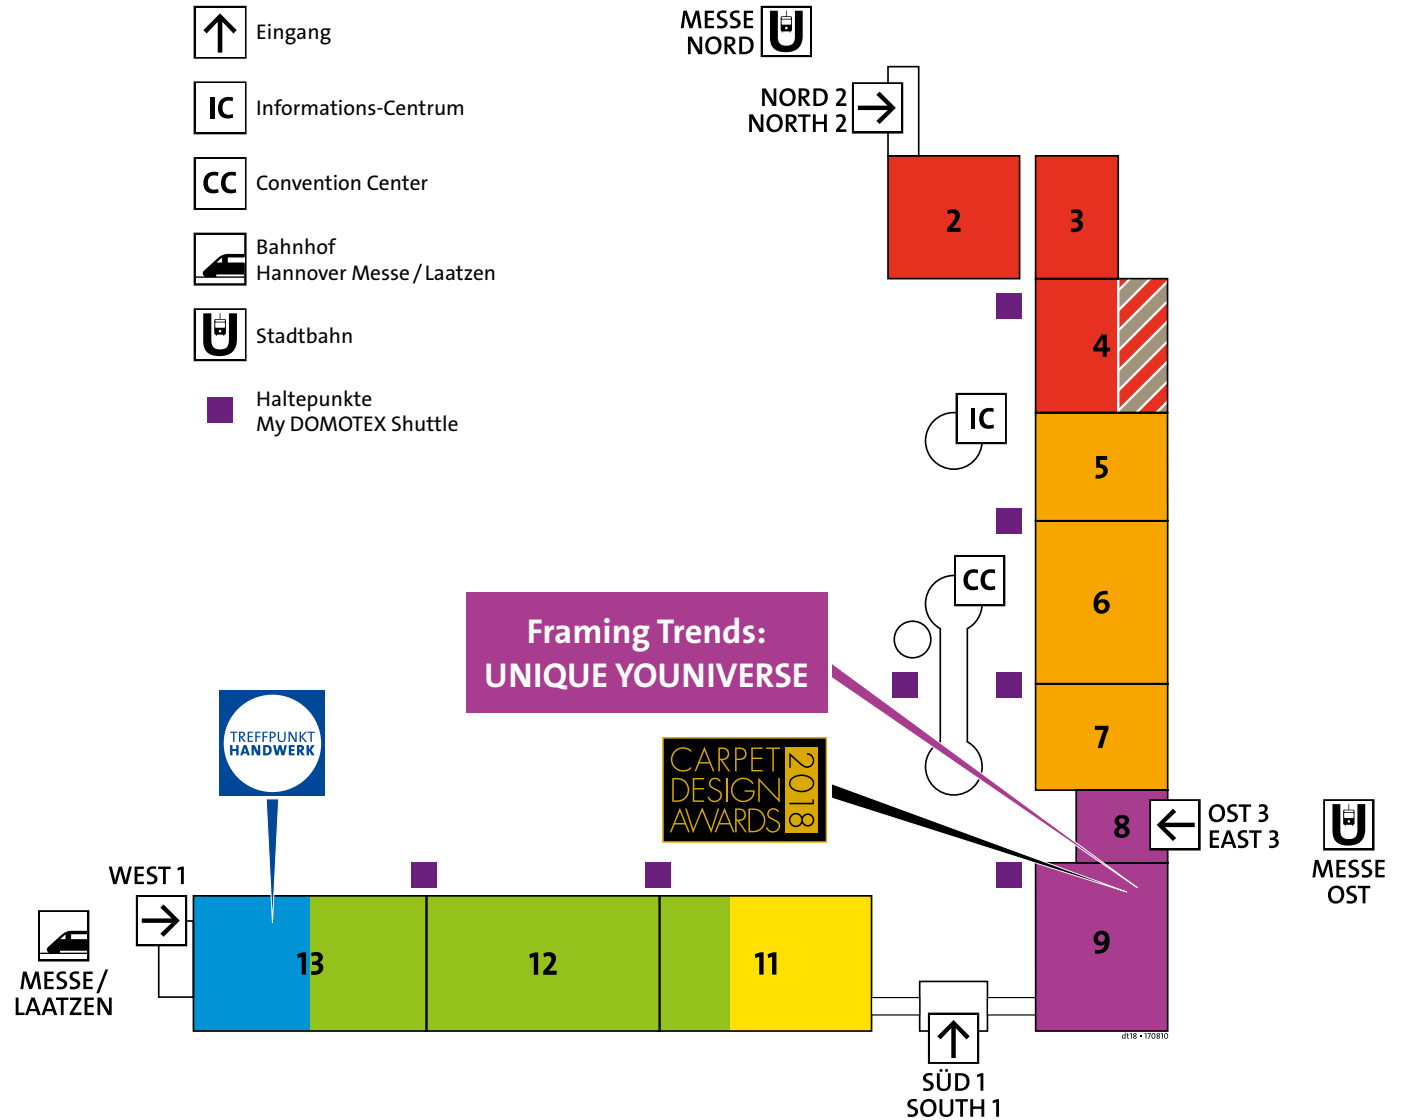 Eingang
IC
Informations-Centrum
CC
Convention Center
Bahnhof
Hannover Messe / Laatzen
U
Stadtbahn
Haltepunkte
My DOMOTEX Shuttle
MESSE
NORD
U
NORD 2
NORTH 2
2
3
4
IC
5
CC
6
Framing Trends:
UNIQUE YOUNIVERSE
7
TREFFPUNKT
HANDWERK
CARPET
DESIGN
AWARDS
2018
8
OST 3
EAST 3
U
MESSE
OST
WEST 1
MESSE /
LAATZEN
13
12
11
9
dt18 • 170810
SÜD 1
SOUTH 1